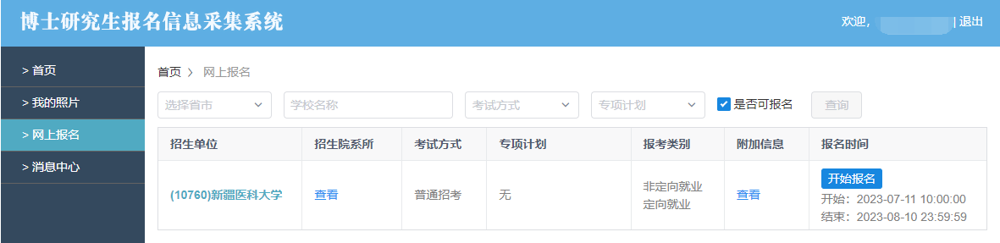 博士研究生报名信息采集系统
欢迎, | 退出
> 首页
> 我的照片
> 网上报名
> 消息中心
首页 > 网上报名
选择省市 学校名称 考试方式 专项计划 是否可报名 查询
招生单位 招生院系所 考试方式 专项计划 报考类别 附加信息 报名时间
(10760)新疆医科大学 查看 普通招考 无 非定向就业 查看 开始报名
定向就业 开始：2023-07-11 10:00:00
结束：2023-08-10 23:59:59